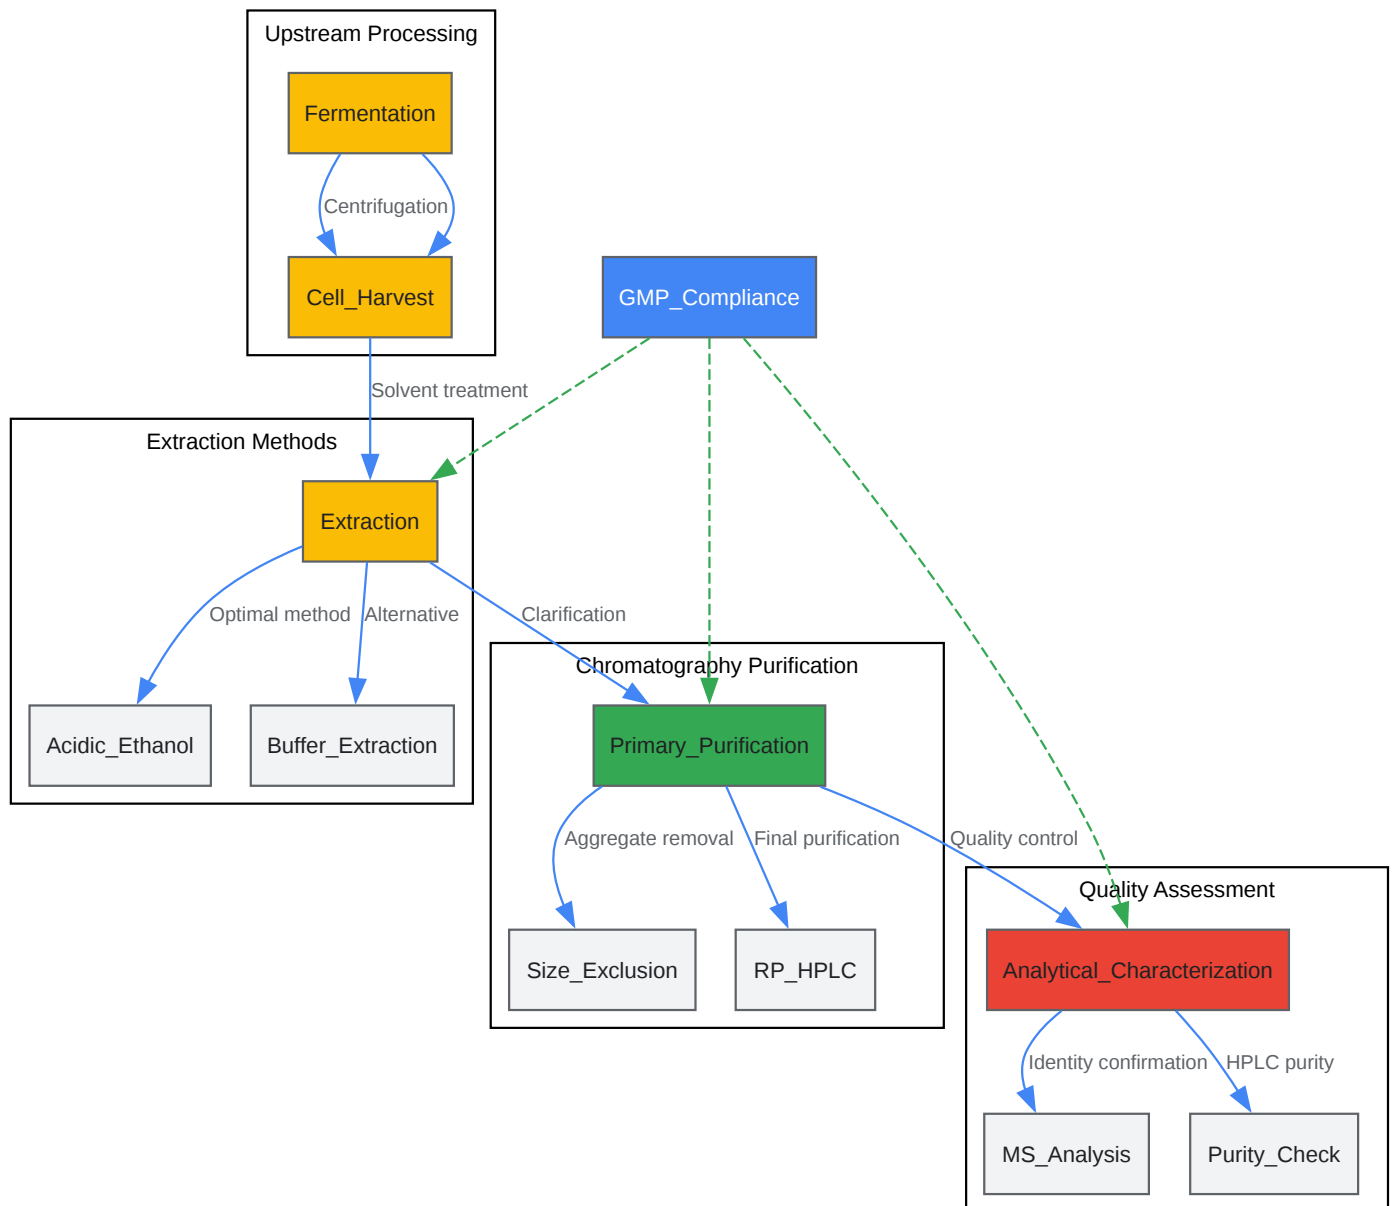 Upstream Processing
Fermentation
Centrifugation
Cell_Harvest
GMP_Compliance
Solvent treatment
Extraction Methods
Extraction
Optimal method
Alternative
Clarification
Chromatography Purification
Acidic_Ethanol
Buffer_Extraction
Primary_Purification
Aggregate removal
Final purification
Quality control
Quality Assessment
Size_Exclusion
RP_HPLC
Analytical_Characterization
Identity confirmation
HPLC purity
MS_Analysis
Purity_Check